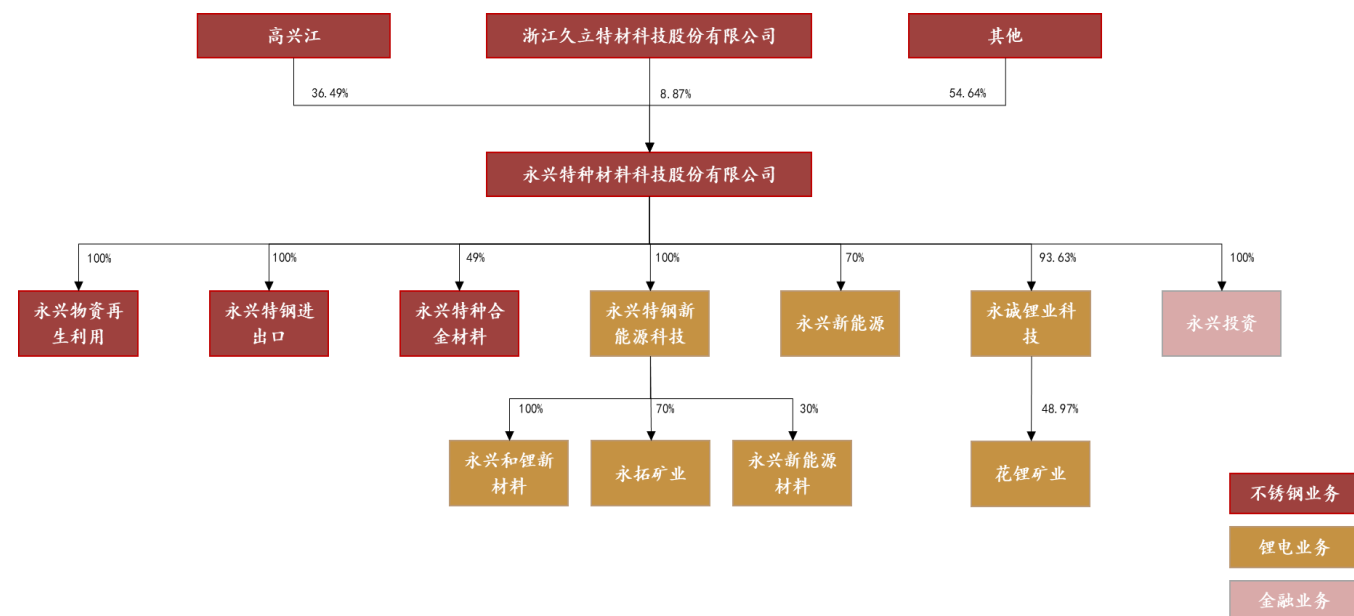 高兴江
浙江久立特材科技股份有限公司
其他
36.49%
8.87%
54.64%
永兴特种材料科技股份有限公司
100%
100%
49%
100%
70%
93.63%
100%
永兴物资再
生利用
永兴特钢进
出口
永兴特种合
金材料
永兴特钢新
能源科技
永兴新能源
永诚锂业科
技
永兴投资
100%
70%
30%
48.97%
永兴和锂新
材料
永拓矿业
永兴新能源
材料
花锂矿业
不锈钢业务
锂电业务
金融业务